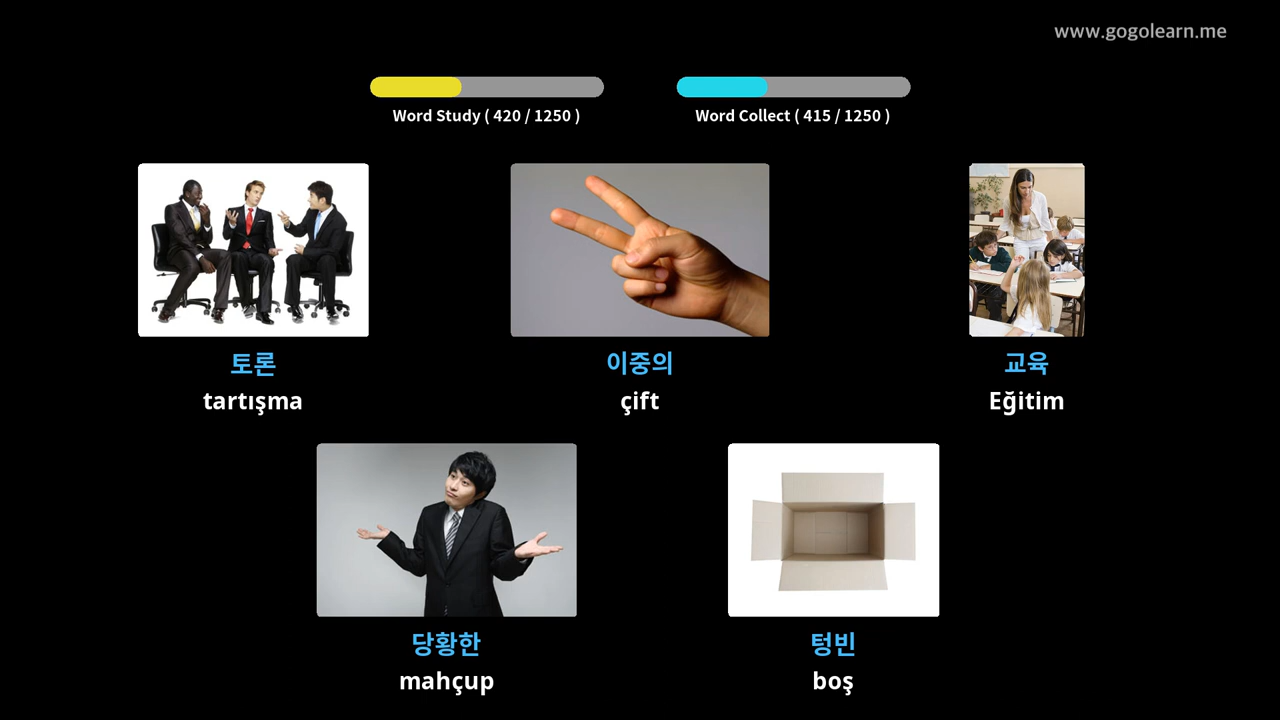 www.gogolearn.me
Word Study ( 420 / 1250 )
Word Collect ( 415 / 1250 )
토론
이중의
교육
tartışma
çift
Eğitim
당황한
텅빈
mahçup
boş